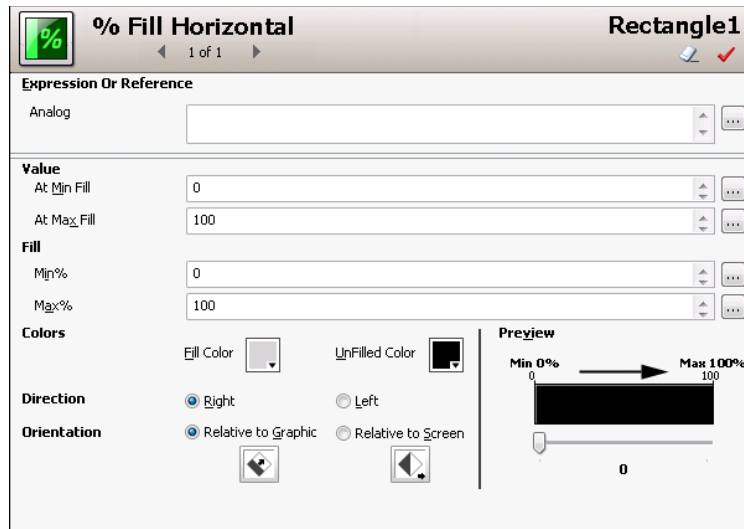 % Fill Horizontal
Rectangle1
1 of 1
Expression Or Reference
Analog
...
Value
At Min Fill
0
...
At Max Fill
100
...
Fill
Min%
0
...
Max%
100
...
Colors
Fill Color
UnFilled Color
Preview
Min 0%
Max 100%
0
100
Direction
Right
Left
Orientation
Relative to Graphic
Relative to Screen
0